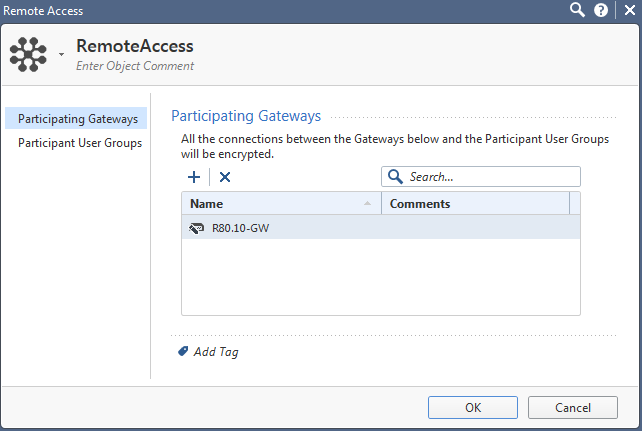 Remote Access
RemoteAccess
Enter Object Comment
Participating Gateways
Participant User Groups
Participating Gateways
All the connections between the Gateways below and the Participant User Groups
will be encrypted.
Search...
Name Comments
R80.10-GW
Add Tag
OK Cancel